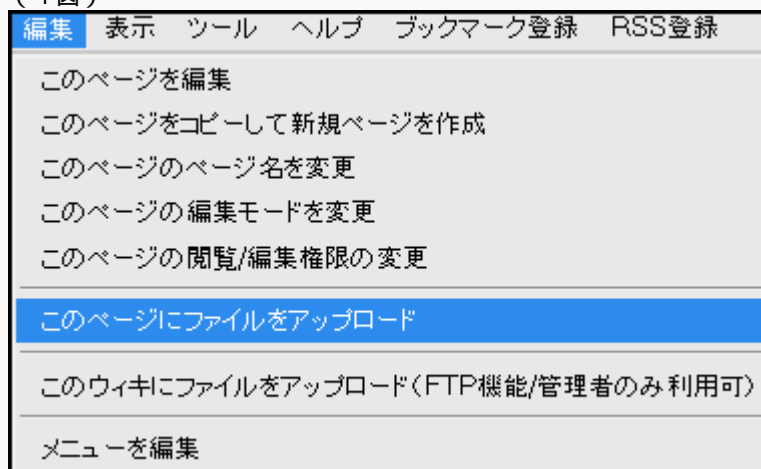 編集 表示 ツール ヘルプ ブックマーク登録 RSS登録
このページを編集
このページをコピーして新規ページを作成
このページのページ名を変更
このページの編集モードを変更
このページの閲覧/編集権限の変更
このページにファイルをアップロード
このウィキにファイルをアップロード(FTP機能/管理者のみ利用可)
メニューを編集